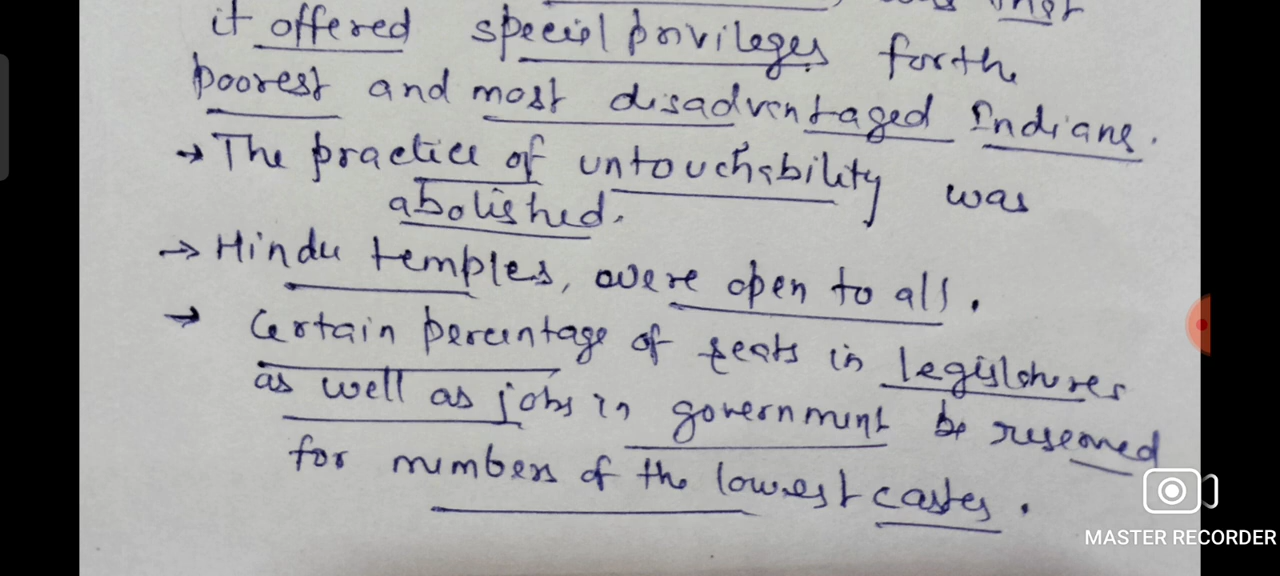 it offered special privileges for the
poorest and most disadvantaged Indians.
→ The practice of untouchability was
abolished.
→ Hindu temples, were open to all.
→ Certain percentage of seats in legislatures
as well as jobs in government be reserved
for members of the lowest castes.
MASTER RECORDER